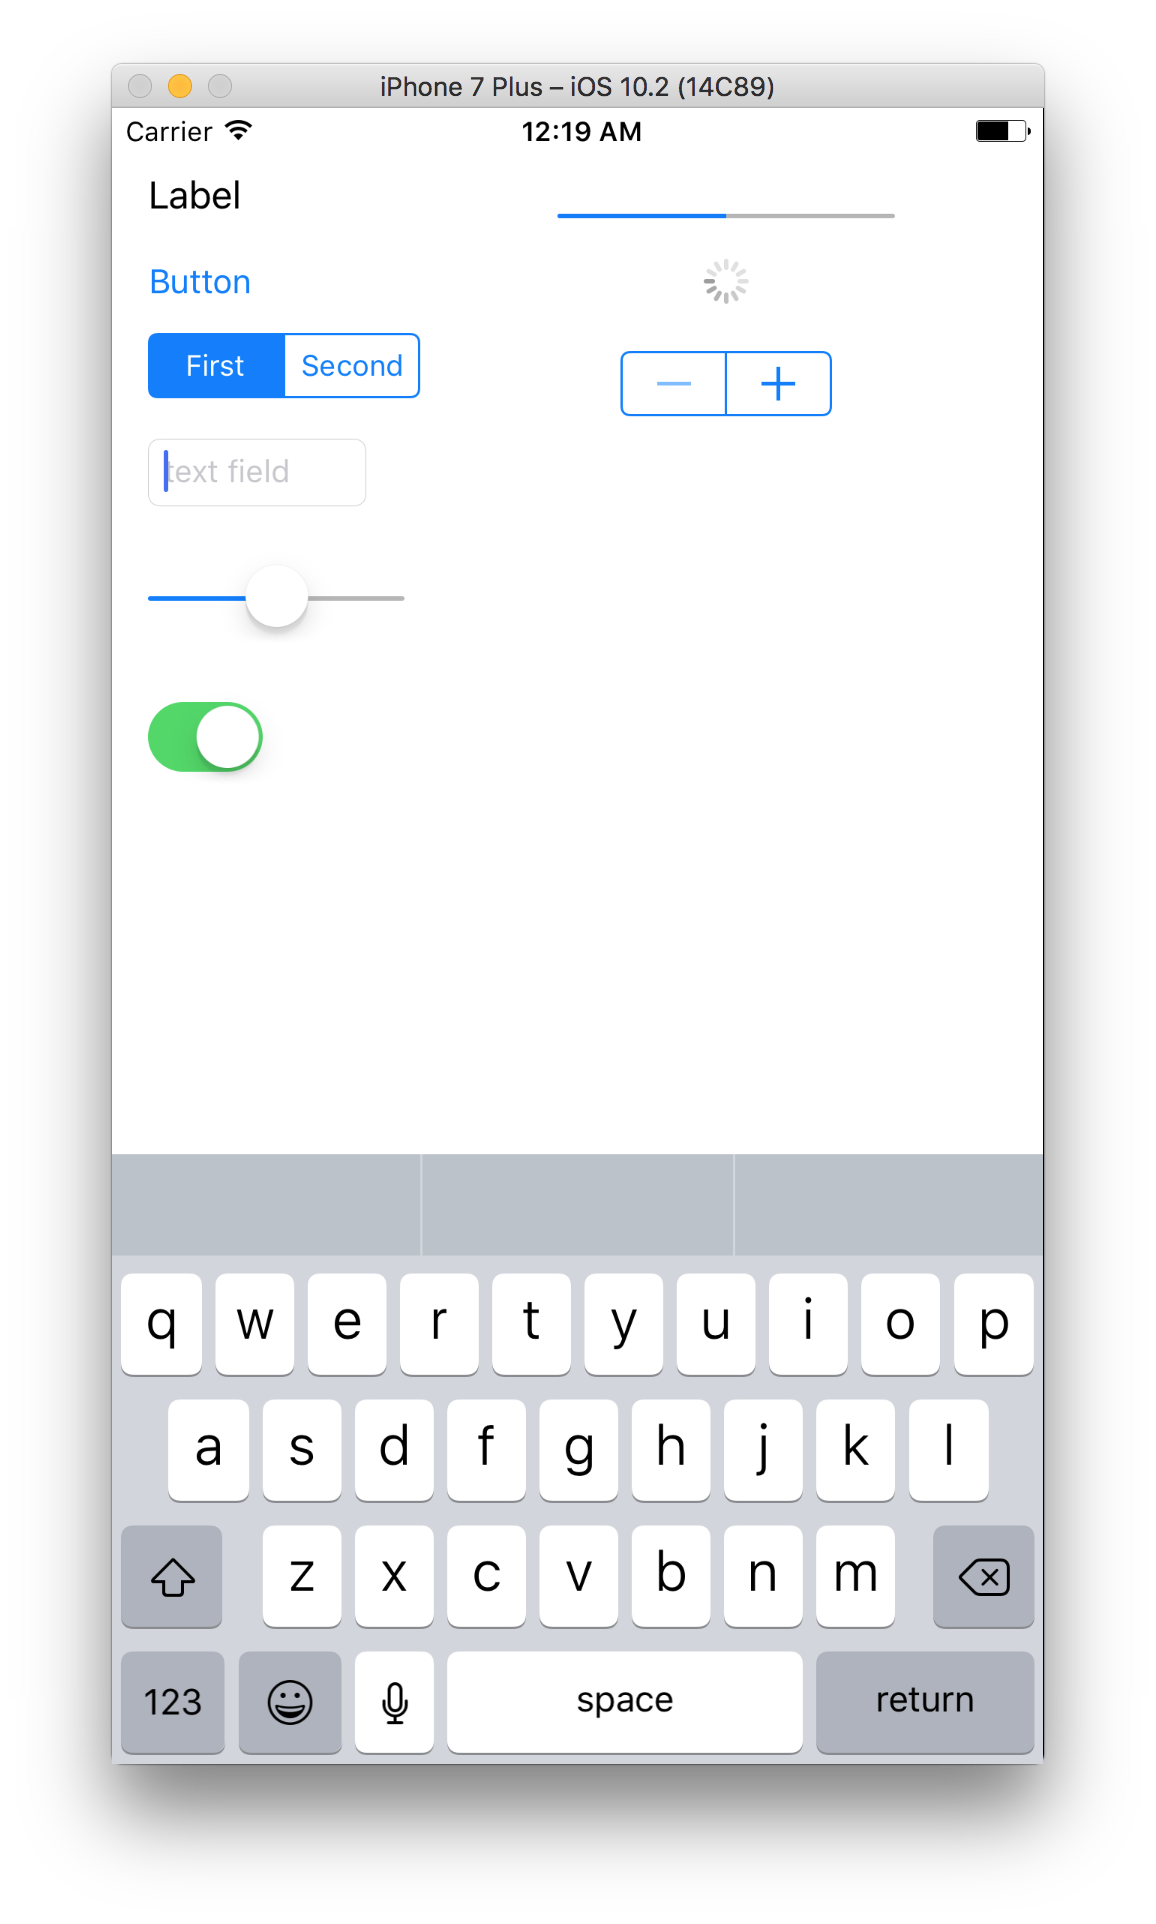 iPhone 7 Plus – iOS 10.2 (14C89)
Carrier 12:19 AM
Label
Button
First Second
text field
q w e r t y u i o p
a s d f g h j k l
z x c v b n m
123 space return